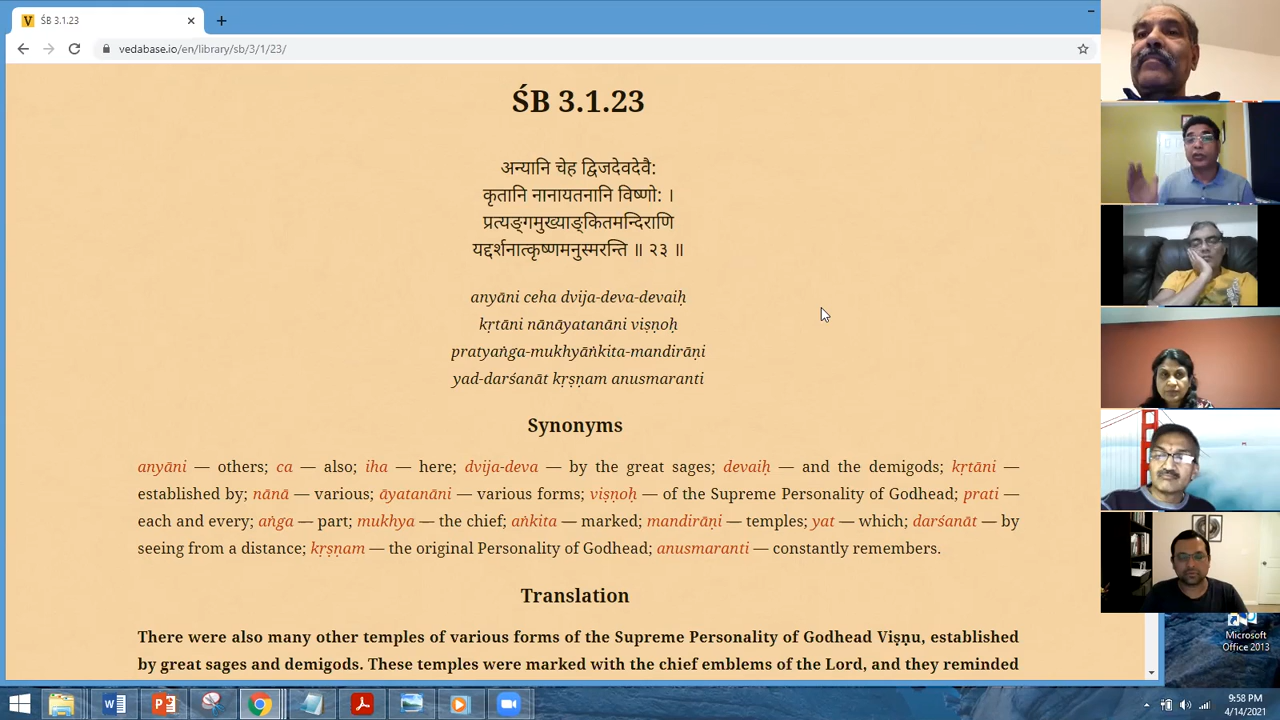 ŚB 3.1.23
vedabase.io/en/library/sb/3/1/23/
ŚB 3.1.23
अन्यानि चेह द्विजदेवदेवै:
कृतानि नानायतनानि विष्णो: ।
प्रत्यङ्गमुख्याङ्कितमन्दिराणि
यद्दर्शनात्कृष्णमनुस्मरन्ति ॥ २३ ॥
anyāni ceha dvija-deva-devaiḥ
kṛtāni nānāyatanāni viṣṇoḥ
pratyaṅga-mukhyāṅkita-mandirāṇi
yad-darśanāt kṛṣṇam anusmaranti
Synonyms
anyāni — others; ca — also; iha — here; dvija-deva — by the great sages; devaiḥ — and the demigods; kṛtāni —
established by; nānā — various; āyatanāni — various forms; viṣṇoḥ — of the Supreme Personality of Godhead; prati —
each and every; aṅga — part; mukhya — the chief; aṅkita — marked; mandirāṇi — temples; yat — which; darśanāt — by
seeing from a distance; kṛṣṇam — the original Personality of Godhead; anusmaranti — constantly remembers.
Translation
There were also many other temples of various forms of the Supreme Personality of Godhead Viṣṇu, established
by great sages and demigods. These temples were marked with the chief emblems of the Lord, and they reminded
Microsoft
Office 2013
9:58 PM
4/14/2021